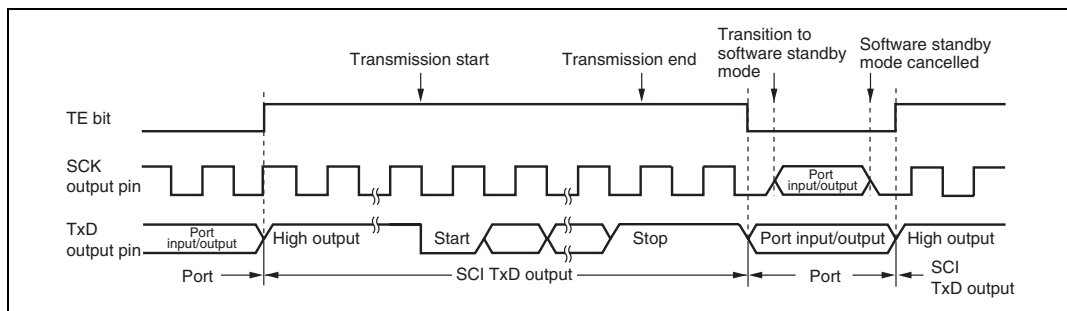 Transmission start
Transmission end
Transition to
software standby
mode
Software standby
mode cancelled
TE bit
SCK
output pin
Port
input/output
TxD
output pin
Port
input/output
High output
Start
Stop
Port input/output
High output
Port
SCI TxD output
Port
SCI
TxD output